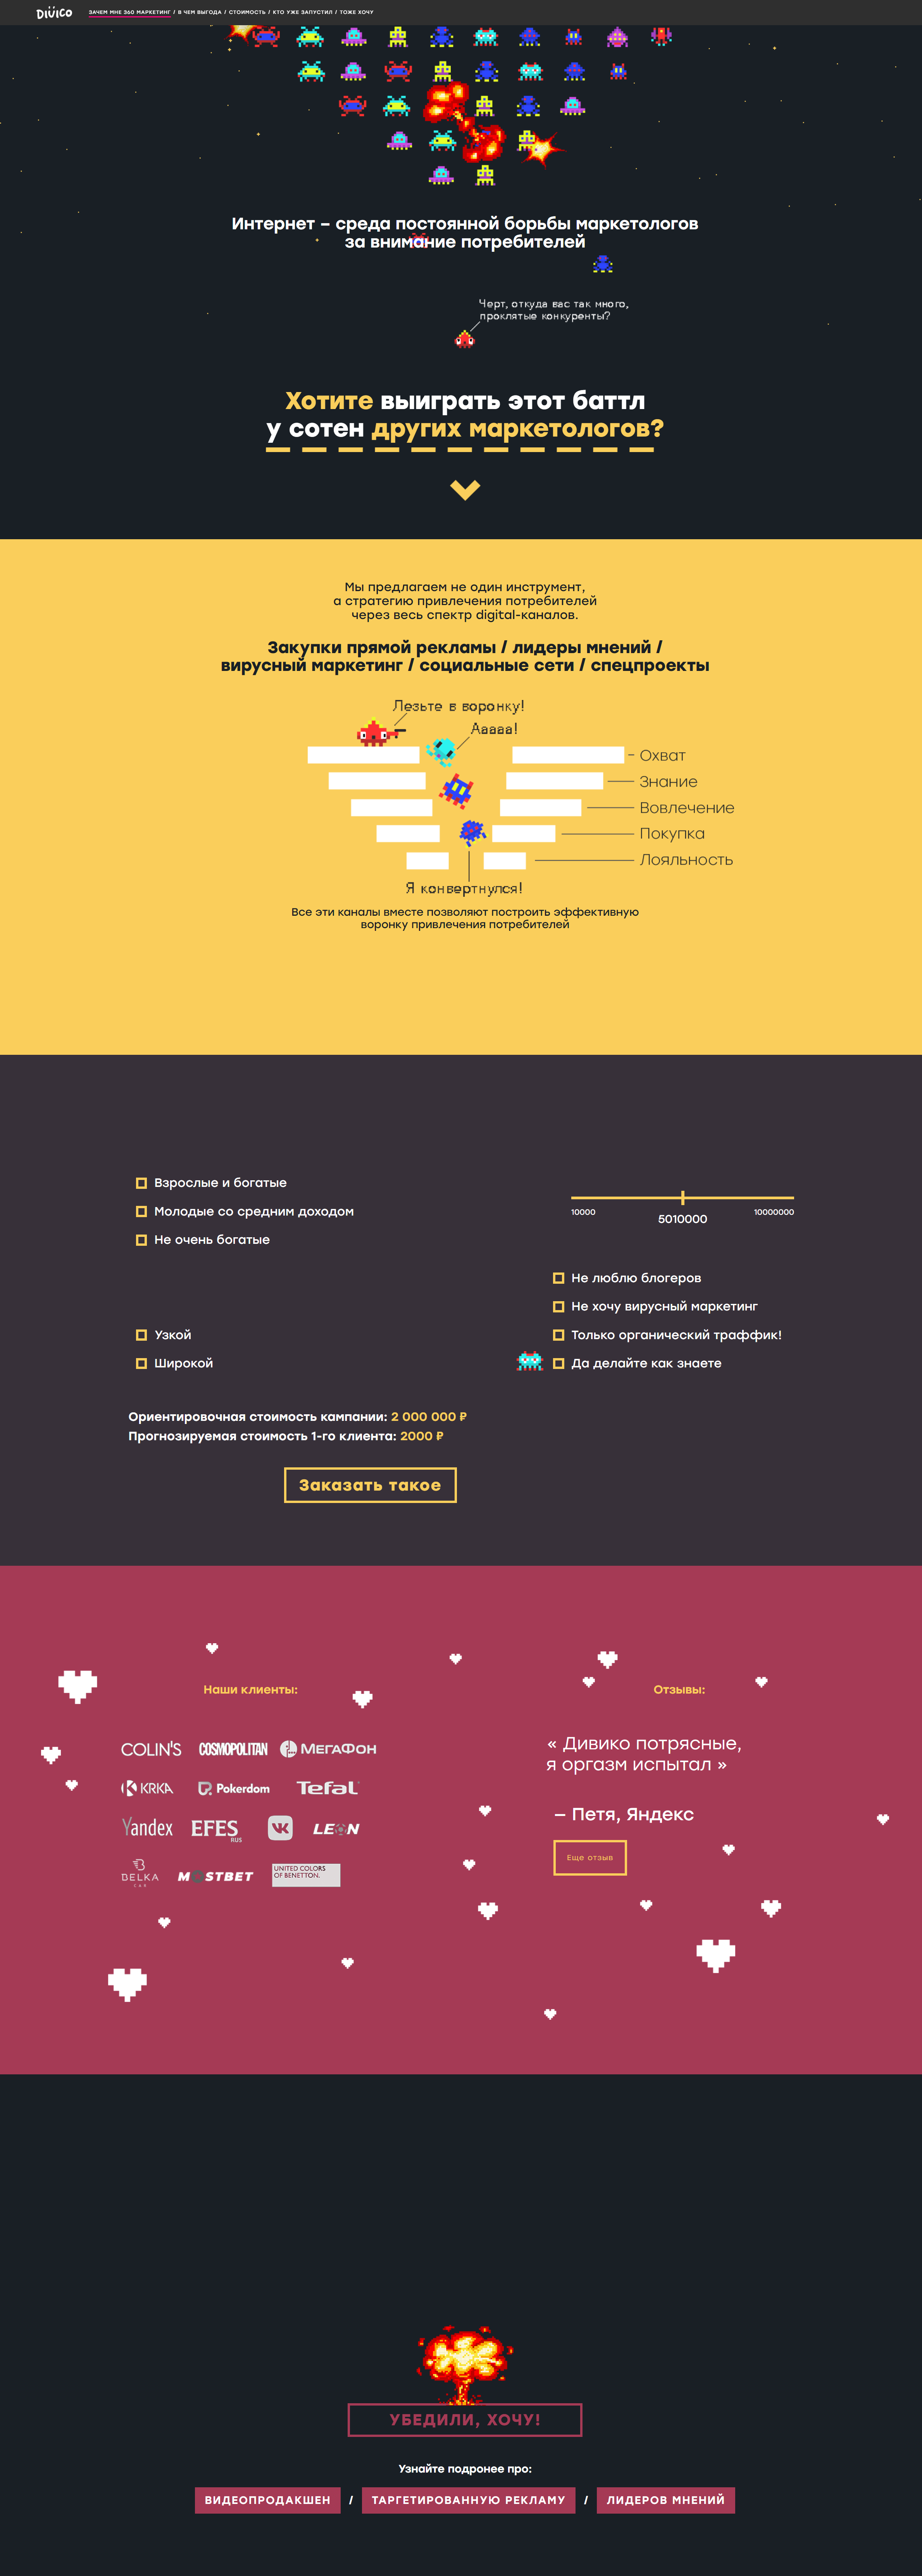 DiViCO
ЗАЧЕМ МНЕ 360 МАРКЕТИНГ / В ЧЕМ ВЫГОДА / СТОИМОСТЬ / КТО УЖЕ ЗАПУСТИЛ / ТОЖЕ ХОЧУ
Интернет – среда постоянной борьбы маркетологов
за внимание потребителей
Черт, откуда вас так много,
проклятые конкуренты?
Хотите выиграть этот баттл
у сотен других маркетологов?
Мы предлагаем не один инструмент,
а стратегию привлечения потребителей
через весь спектр digital-каналов.
Закупки прямой рекламы / лидеры мнений /
вирусный маркетинг / социальные сети / спецпроекты
Лезьте в воронку!
Ааааа!
Охват
Знание
Вовлечение
Покупка
Лояльность
Я конвертнулся!
Все эти каналы вместе позволяют построить эффективную
воронку привлечения потребителей
Взрослые и богатые
Молодые со средним доходом
Не очень богатые
Узкой
Широкой
10000
5010000
10000000
Не люблю блогеров
Не хочу вирусный маркетинг
Только органический траффик!
Да делайте как знаете
Ориентировочная стоимость кампании: 2 000 000 ₽
Прогнозируемая стоимость 1-го клиента: 2000 ₽
Заказать такое
Наши клиенты:
COLIN'S COSMOPOLITAN МЕГАФОН
KRKA Pokerdom Tefal
Yandex EFES RUS VK LEON
BELKA CAR MOSTBET UNITED COLORS
OF BENETTON.
Отзывы:
« Дивико потрясные,
я оргазм испытал »
– Петя, Яндекс
Еще отзыв
УБЕДИЛИ, ХОЧУ!
Узнайте подронее про:
ВИДЕОПРОДАКШЕН / ТАРГЕТИРОВАННУЮ РЕКЛАМУ / ЛИДЕРОВ МНЕНИЙ